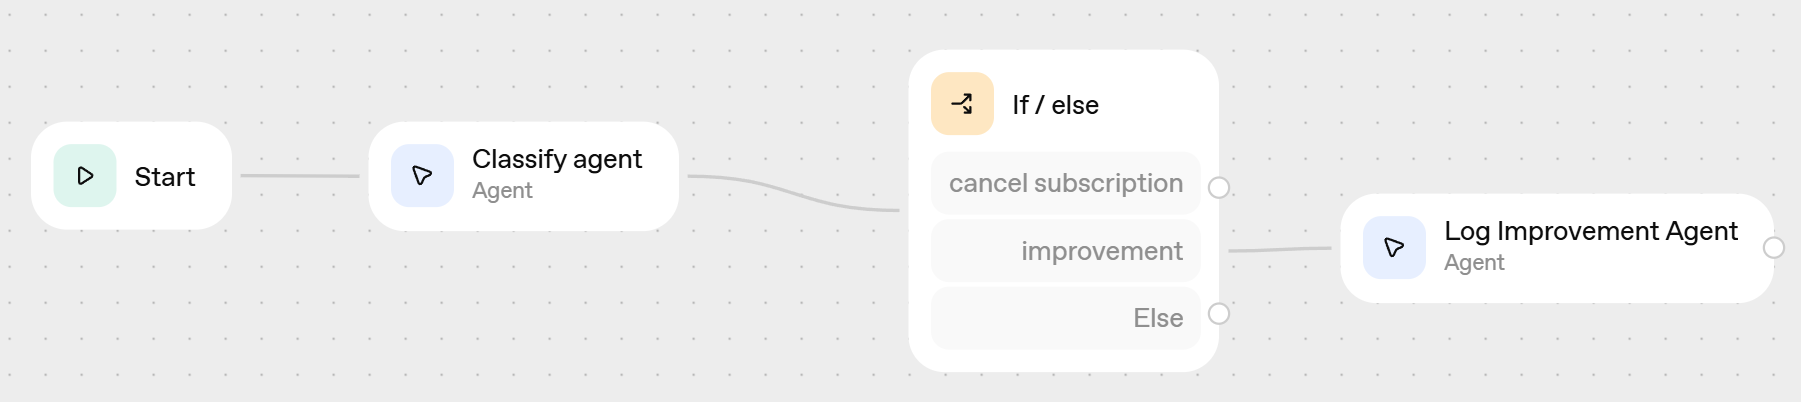 Start
Classify agent
Agent
If / else
cancel subscription
improvement
Else
Log Improvement Agent
Agent